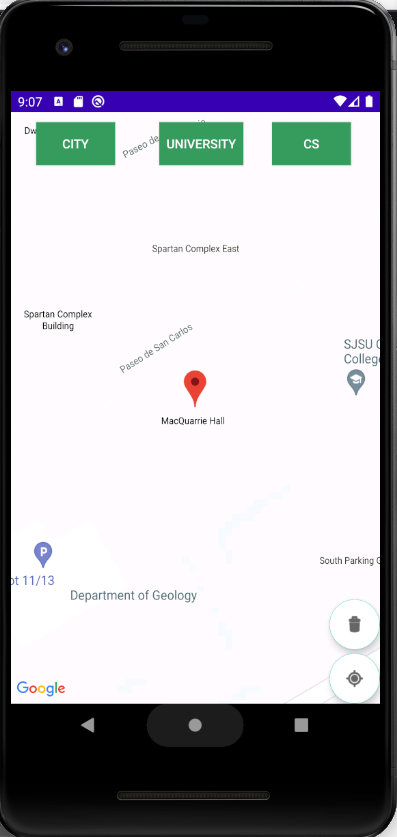 9:07
A
Dw
CITY
Paseo de
UNIVERSITY
CS
Spartan Complex East
Spartan Complex
Building
Paseo de San Carlos
SJSU C
Colleg
MacQuarrie Hall
P
ot 11/13
South Parking G
Department of Geology
Google